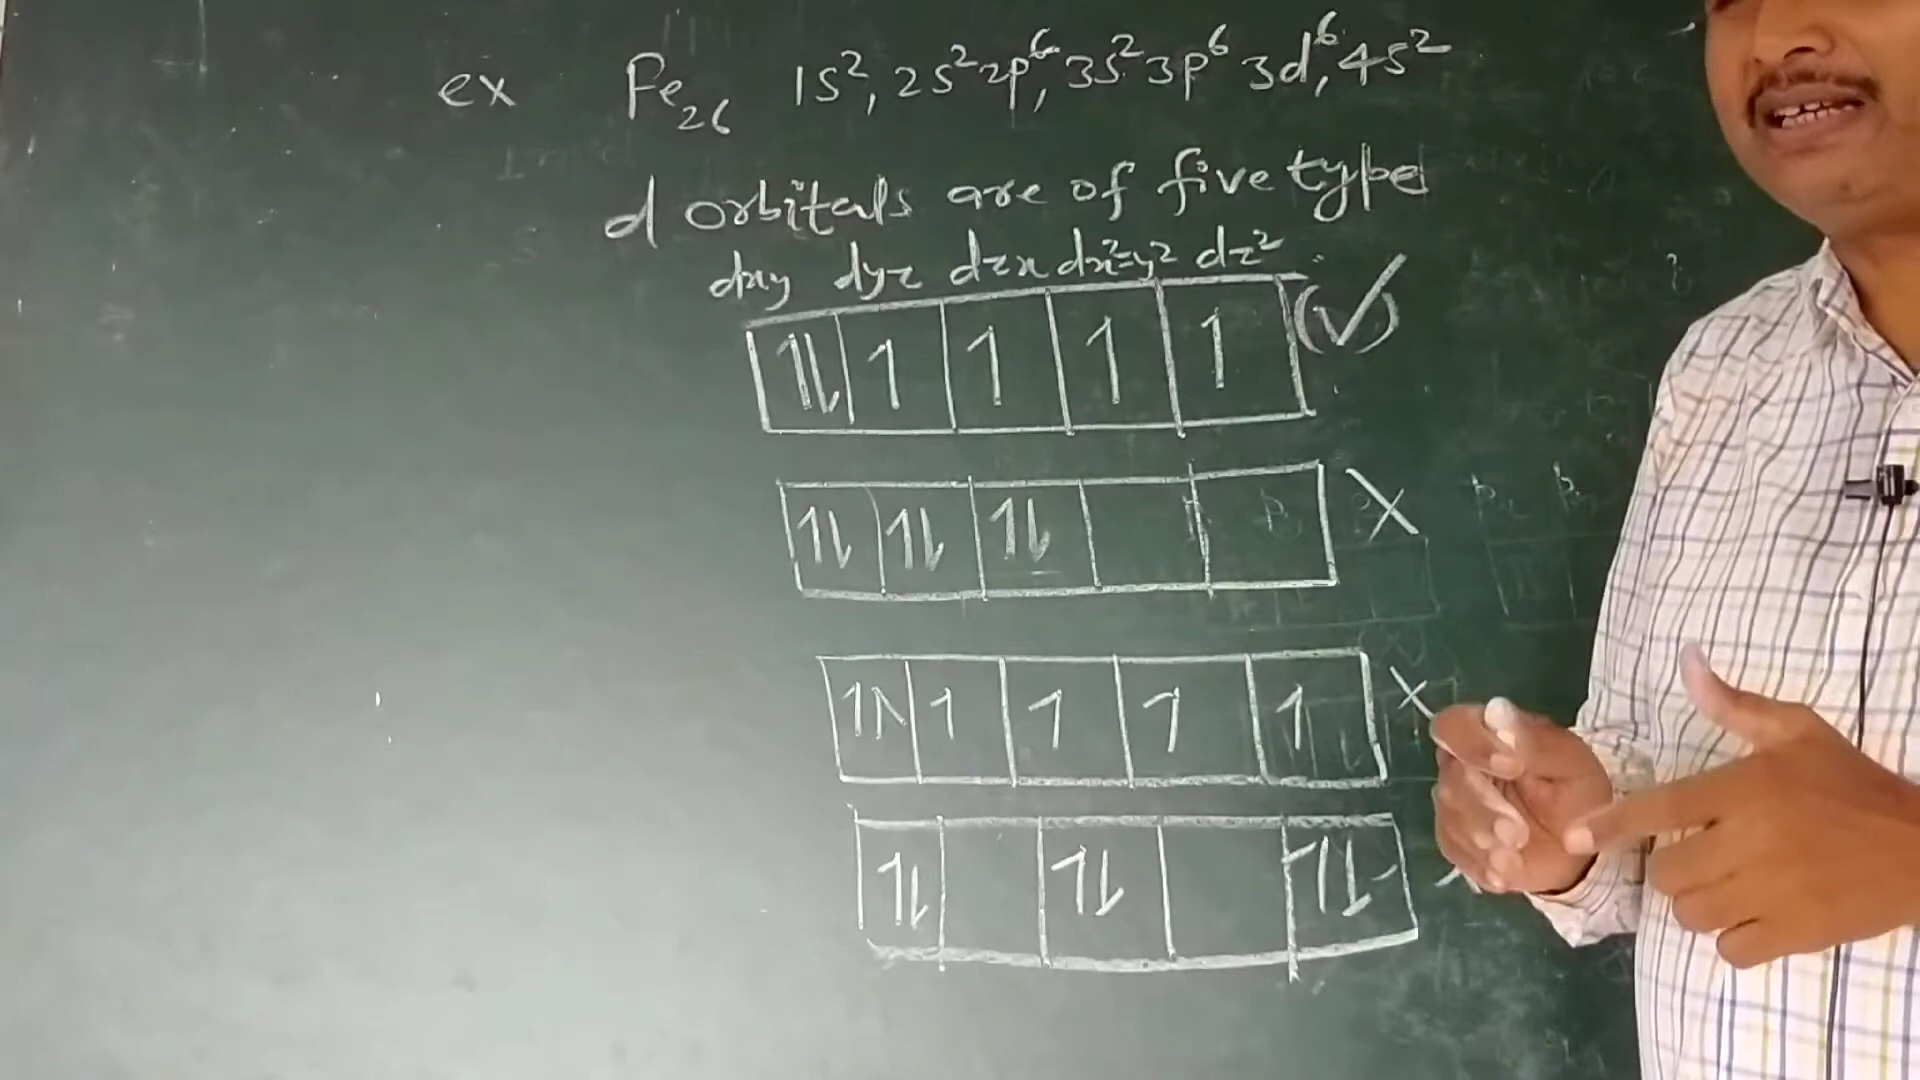 ex Fe26 1s², 2s² 2p⁶, 3s² 3p⁶ 3d⁶, 4s²
d orbitals are of five type
dxy dyz dzx dx²=y² dz²
↿⇂ ↿ ↿ ↿ ↿ (✓)
↿⇂ ↿⇂ ↿⇂ ×
↿↾ ↿ ↿ ↿ ↿ ×
↿⇂ ↿⇂ ↿⇂